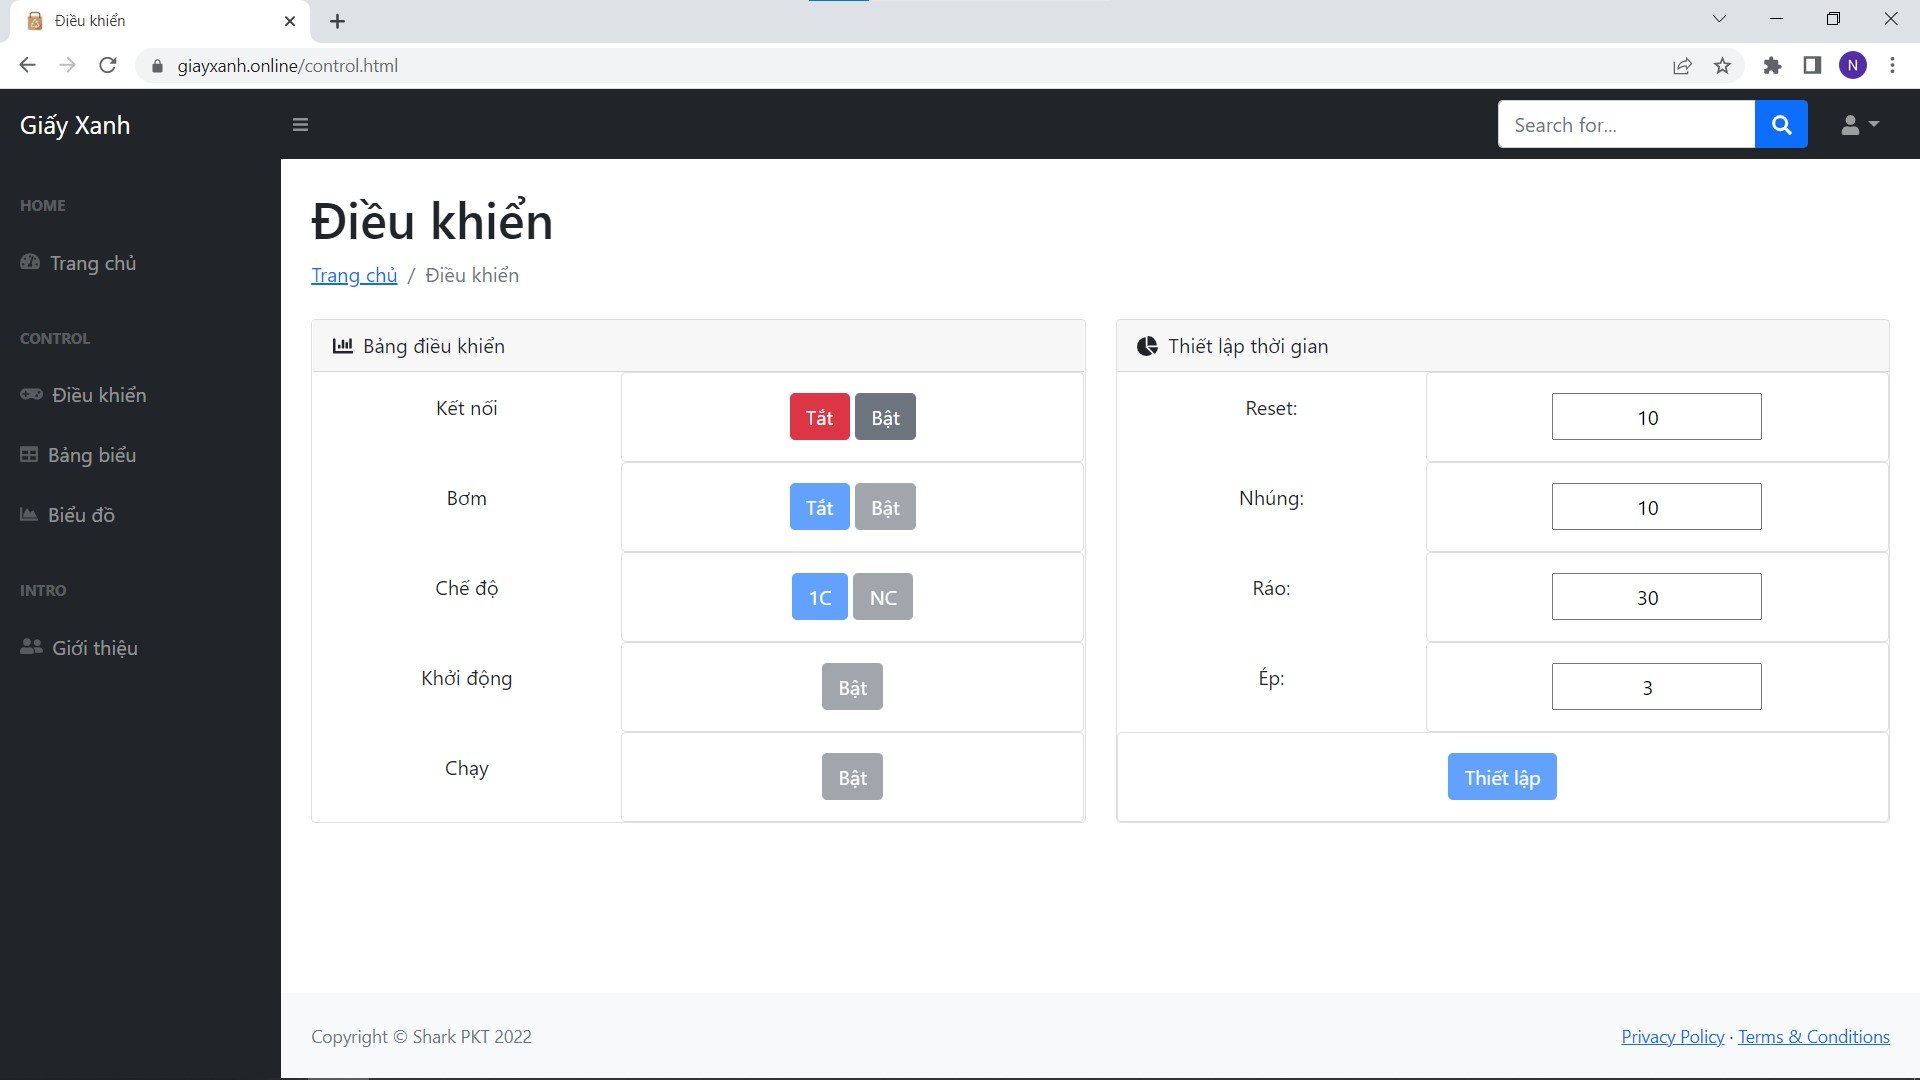 Điều khiển
giayxanh.online/control.html
N
Giấy Xanh
Search for...
HOME
Trang chủ
CONTROL
Điều khiển
Bảng biểu
Biểu đồ
INTRO
Giới thiệu
Điều khiển
Trang chủ / Điều khiển
Bảng điều khiển
Kết nối Tắt Bật
Bơm Tắt Bật
Chế độ 1C NC
Khởi động Bật
Chạy Bật
Thiết lập thời gian
Reset: 10
Nhúng: 10
Ráo: 30
Ép: 3
Thiết lập
Copyright © Shark PKT 2022
Privacy Policy · Terms & Conditions